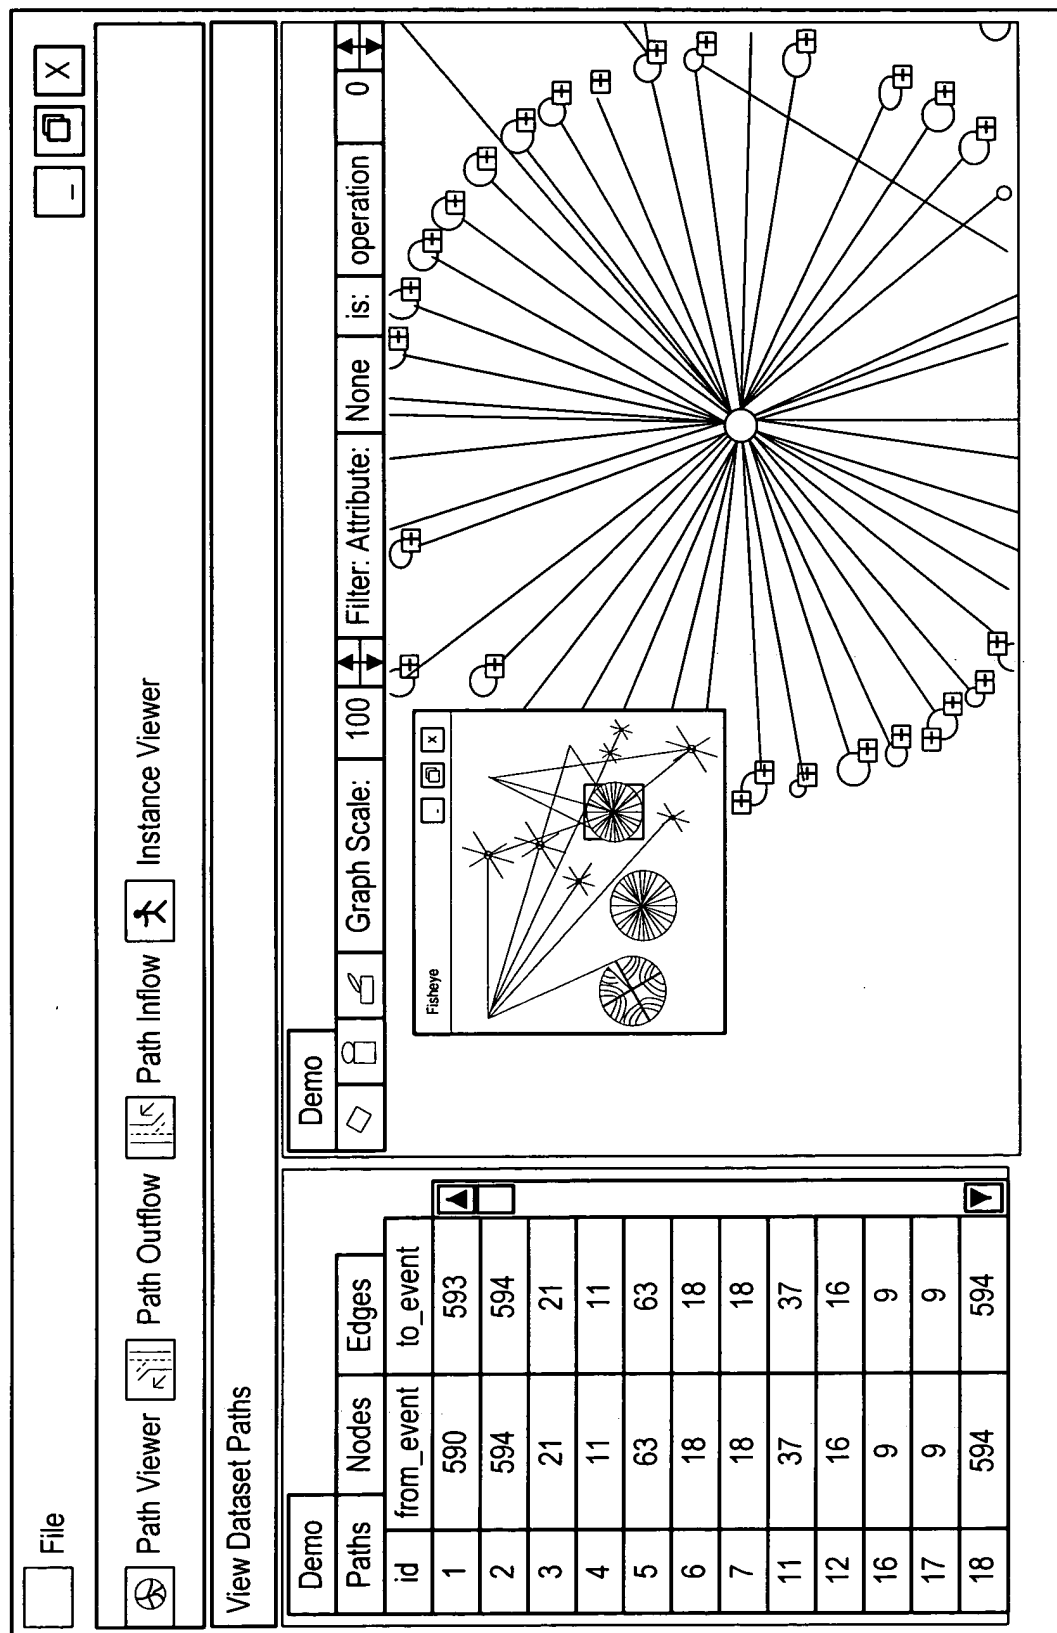 File
_ X
Path Viewer Path Outflow Path Inflow Instance Viewer
View Dataset Paths
Demo
Paths Nodes Edges
id from_event to_event
1 590 593
2 594 594
3 21 21
4 11 11
5 63 63
6 18 18
7 18 18
11 37 37
12 16 16
16 9 9
17 9 9
18 594 594
Demo
Graph Scale: 100 Filter: Attribute: None is: operation 0
Fisheye _ x